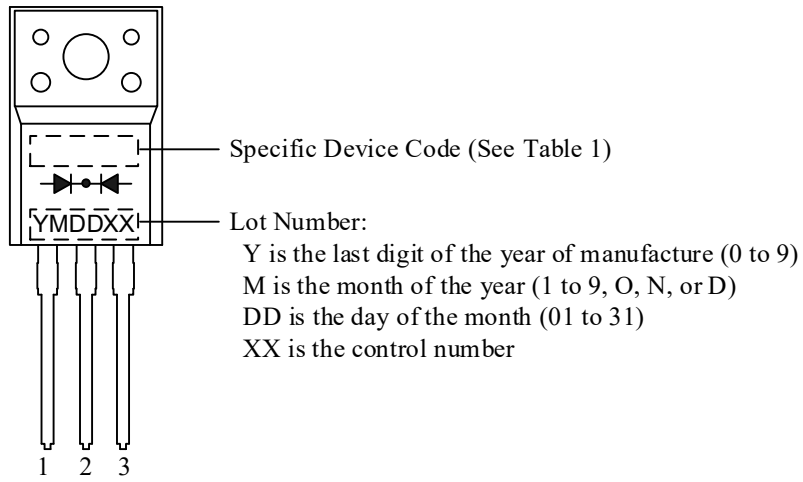 Specific Device Code (See Table 1)
YMDDXX
Lot Number:
Y is the last digit of the year of manufacture (0 to 9)
M is the month of the year (1 to 9, O, N, or D)
DD is the day of the month (01 to 31)
XX is the control number
1 2 3